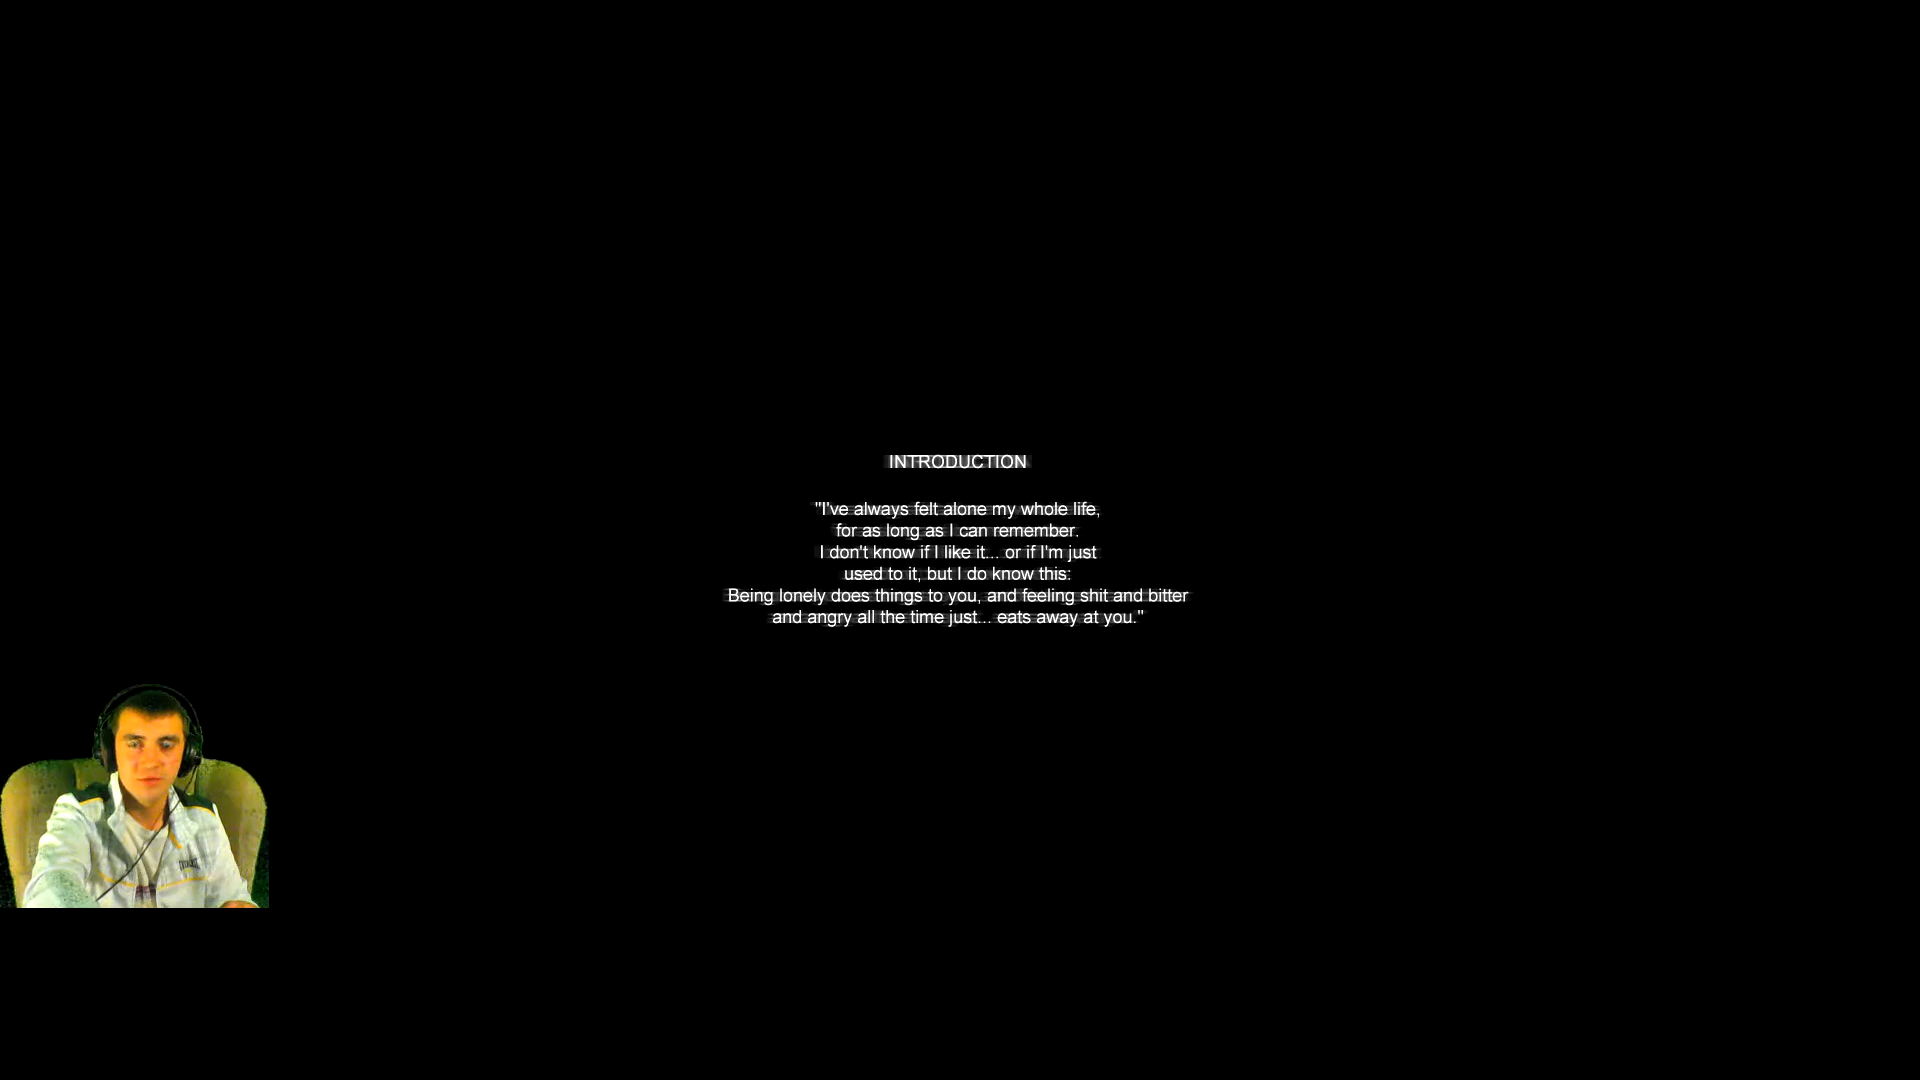 INTRODUCTION
"I've always felt alone my whole life,
for as long as I can remember.
I don't know if I like it... or if I'm just
used to it, but I do know this:
Being lonely does things to you, and feeling shit and bitter
and angry all the time just... eats away at you."